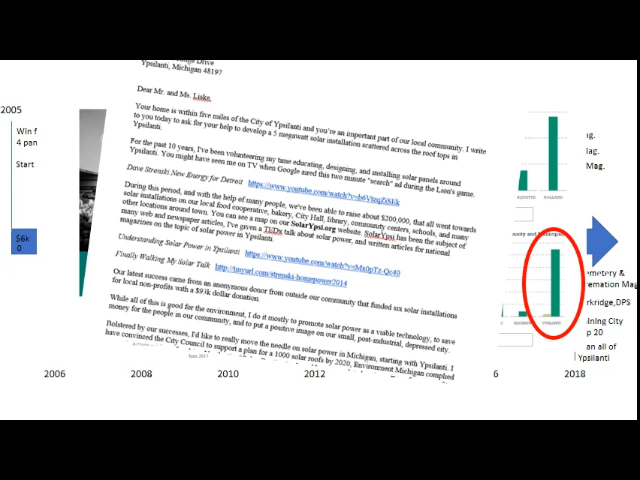 Ypsilanti, Michigan 48197
Dear Mr. and Ms. Liske,
Your home is within five miles of the City of Ypsilanti and you're an important part of our local community. I write
to you today to ask for your help to develop a 5 megawatt solar installation scattered across the roof tops in
Ypsilanti.
For the past 10 years, I've been volunteering my time educating, designing, and installing solar panels around
Ypsilanti. You might have seen me on TV when Google aired this two minute "search" ad during the Lion's game.
Dave Strenski New Energy for Detroit
During this period, and with the help of many people, we've been able to raise about $200,000, that all went towards
solar installations on our local food cooperative, bakery, City Hall, library, community centers, schools, and many
other locations around town. You can see a map on our SolarYpsi.org website. SolarYpsi has been the subject of
many web and newspaper articles, I've given a TEDx talk about solar power, and written articles for national
magazines on the topic of solar power in Ypsilanti.
Understanding Solar Power in Ypsilanti
Finally Walking My Solar Talk http://tinyurl.com/strenski-homepower2014
Our latest success came from an anonymous donor from outside our community that funded six solar installations
for local non-profits with a $91k dollar donation.
While all of this is good for the environment, I do it mostly to promote solar power as a viable technology, to save
money for the people in our community, and to put a positive image on our small, post-industrial, depressed city.
Bolstered by our successes, I'd like to really move the needle on solar power in Michigan, starting with Ypsilanti. I
have convinced the City Council to support a plan for a 1000 solar roofs by 2020, Environment Michigan compiled
2005
Win f
4 pan
Start
$6k
0
ag.
Mag.
Mag.
emetery &
remation Mag
rkridge,DPS
ining City
p 20
an all of
Ypsilanti
2006
2008
2010
2012
6
2018